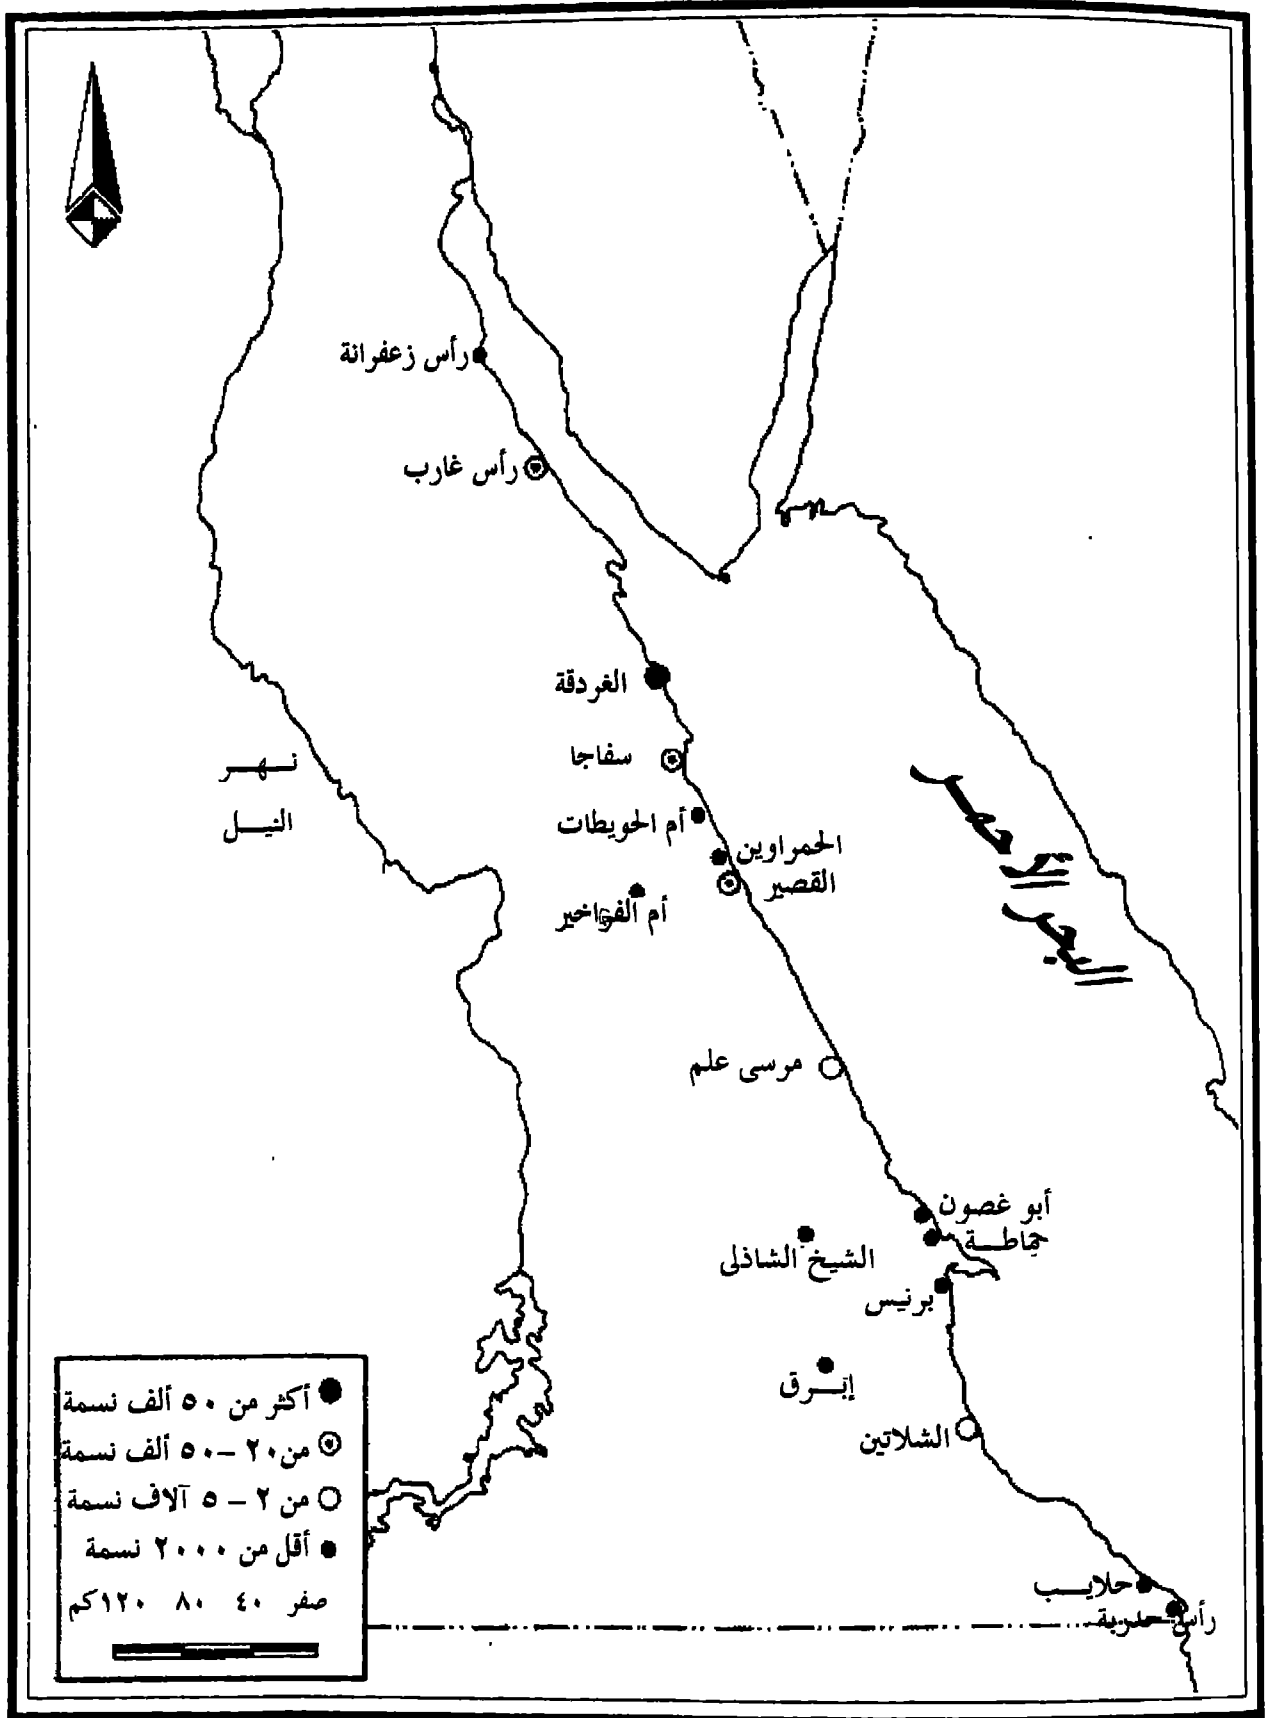 رأس زعفرانة
رأس غارب
الغردقة
سفاجا
نهر
النيل
أم الحويطات
الحمراوين
القصير
أم الفواخير
البحر الأحمر
مرسى علم
أبو غصون
حماطة
الشيخ الشاذلى
برنيس
إبرق
الشلاتين
حلايب
رأس حدربة
أكثر من ٥٠ ألف نسمة
من ٢٠ – ٥٠ ألف نسمة
من ٢ – ٥ آلاف نسمة
أقل من ٢٠٠٠ نسمة
صفر ٤٠ ٨٠ ١٢٠كم